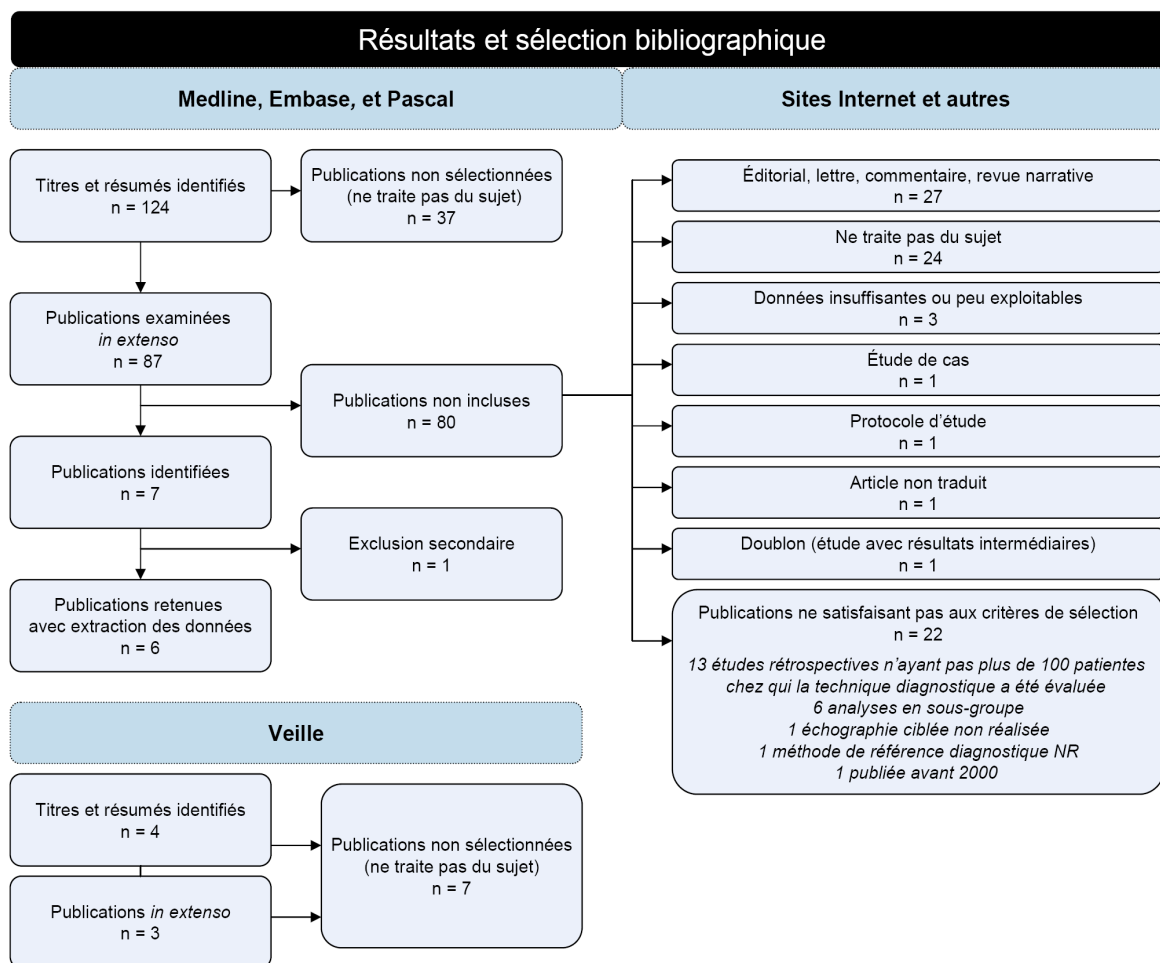 Résultats et sélection bibliographique
Medline, Embase, et Pascal
Sites Internet et autres
Titres et résumés identifiés
n = 124
Publications non sélectionnées
(ne traite pas du sujet)
n = 37
Publications examinées
in extenso
n = 87
Publications non incluses
n = 80
Publications identifiées
n = 7
Exclusion secondaire
n = 1
Publications retenues
avec extraction des données
n = 6
Éditorial, lettre, commentaire, revue narrative
n = 27
Ne traite pas du sujet
n = 24
Données insuffisantes ou peu exploitables
n = 3
Étude de cas
n = 1
Protocole d’étude
n = 1
Article non traduit
n = 1
Doublon (étude avec résultats intermédiaires)
n = 1
Publications ne satisfaisant pas aux critères de sélection
n = 22
13 études rétrospectives n’ayant pas plus de 100 patientes
chez qui la technique diagnostique a été évaluée
6 analyses en sous-groupe
1 échographie ciblée non réalisée
1 méthode de référence diagnostique NR
1 publiée avant 2000
Veille
Titres et résumés identifiés
n = 4
Publications in extenso
n = 3
Publications non sélectionnées
(ne traite pas du sujet)
n = 7